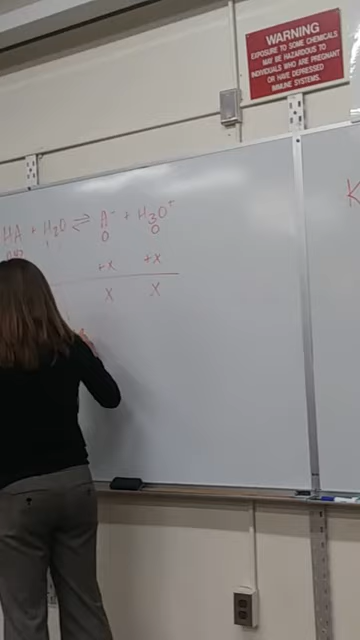 WARNING
EXPOSURE TO SOME CHEMICALS
MAY BE HAZARDOUS TO
INDIVIDUALS WHO ARE PREGNANT
OR HAVE DEPRESSED
IMMUNE SYSTEMS.
HA + H₂O ⇌ A⁻ + H₃O⁺
0 0
+x +x
x x
K